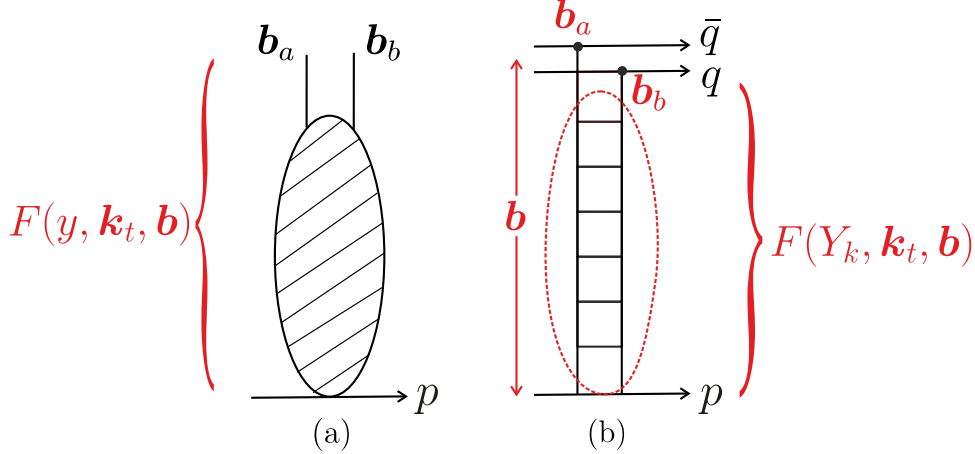 𝒃_a 𝒃_b
F(y, 𝒌_t, 𝒃)
p
(a)
𝒃_a
q̄
q
𝒃_b
𝒃
F(Y_k, 𝒌_t, 𝒃)
p
(b)